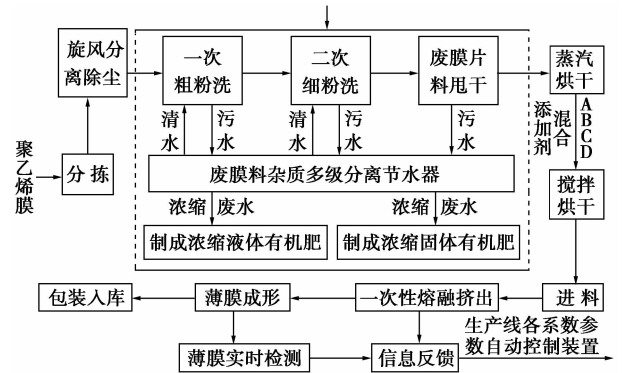 旋风分
离除尘
一次
粗粉洗
二次
细粉洗
废膜片
料甩干
蒸汽
烘干
清
水
污
水
清
水
污
水
污
水
添加剂
混合
ABCD
聚乙烯膜
分拣
废膜料杂质多级分离节水器
搅拌
烘干
浓缩 废水
浓缩 废水
制成浓缩液体有机肥
制成浓缩固体有机肥
包装入库
薄膜成形
一次性熔融挤出
进料
生产线各系数参
数自动控制装置
薄膜实时检测
信息反馈